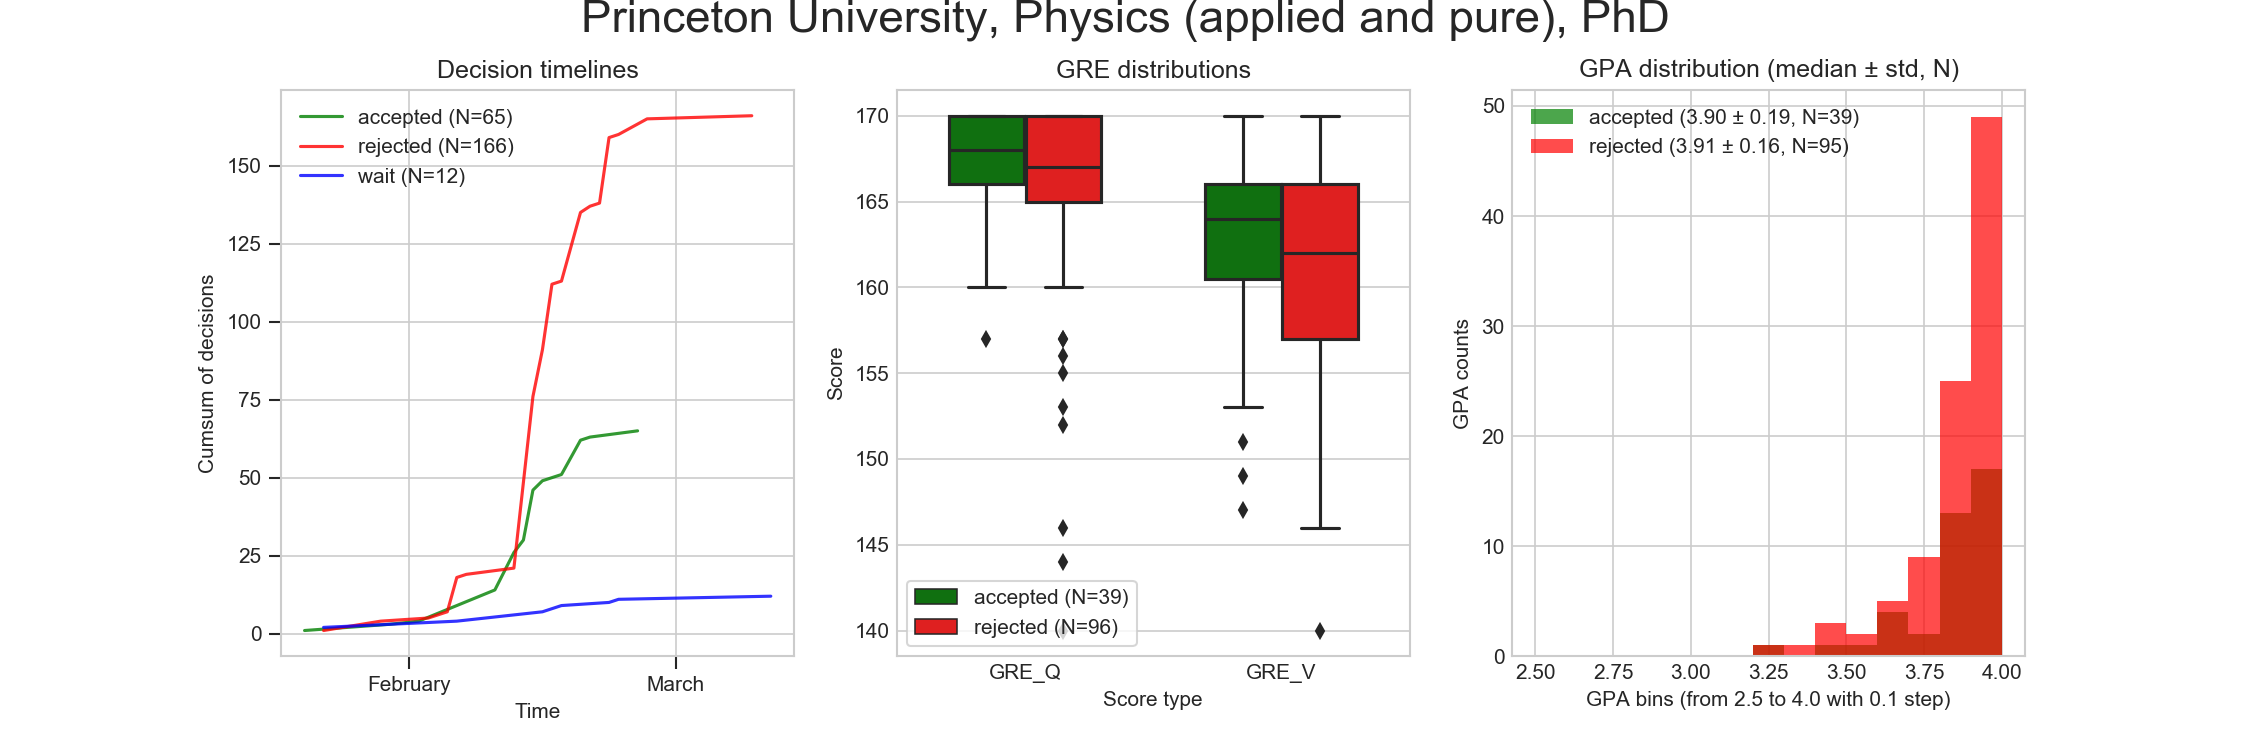 Princeton University, Physics (applied and pure), PhD
Decision timelines
accepted (N=65)
rejected (N=166)
wait (N=12)
150
125
100
75
50
25
0
Cumsum of decisions
February
March
Time
GRE distributions
170
165
160
155
150
145
140
Score
accepted (N=39)
rejected (N=96)
GRE_Q
GRE_V
Score type
GPA distribution (median ± std, N)
accepted (3.90 ± 0.19, N=39)
rejected (3.91 ± 0.16, N=95)
50
40
30
20
10
0
GPA counts
2.50
2.75
3.00
3.25
3.50
3.75
4.00
GPA bins (from 2.5 to 4.0 with 0.1 step)